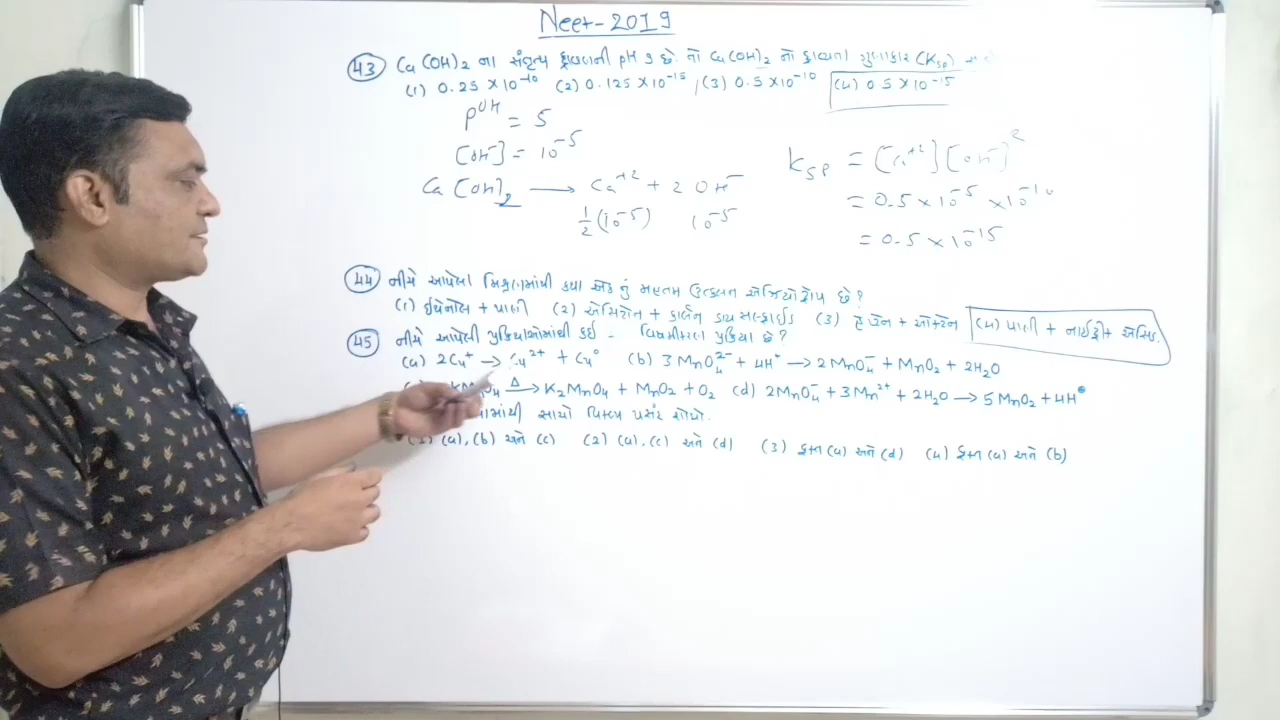 Neet-2019
(43) Ca(OH)2 ના સંતૃપ્ત દ્રાવણની pH 9 છે. તો Ca(OH)2 નો દ્રાવ્યતા ગુણાકાર (Ksp)
(1) 0.25 × 10⁻¹⁰ (2) 0.125 × 10⁻¹⁵ (3) 0.5 × 10⁻¹⁰ (4) 0.5 × 10⁻¹⁵
pOH = 5
[OH⁻] = 10⁻⁵
Ca[OH]2 ⟶ Ca⁺² + 2OH⁻
½(10⁻⁵) 10⁻⁵
Ksp = [Ca⁺²][OH⁻]²
= 0.5 × 10⁻⁵ × 10⁻¹⁰
= 0.5 × 10⁻¹⁵
(44) નીચે આપેલા મિશ્રણમાંથી કયા એક નું મહત્તમ ઉત્કલન એઝિયોટ્રોપ છે?
(1) ઈથેનોલ + પાણી (2) એસિટોન + કાર્બન ડાયસલ્ફાઈડ (3) હેપ્ટેન + ઓક્ટેન (4) પાણી + નાઈટ્રીક એસિડ
(45) નીચે આપેલી પ્રક્રિયાઓમાંથી કઈ - વિષમીકરણ પ્રક્રિયા છે?
(a) 2Cu⁺ → Cu²⁺ + Cu⁰ (b) 3MnO₄²⁻ + 4H⁺ → 2MnO₄⁻ + MnO₂ + 2H₂O
KMnO₄ Δ→ K₂MnO₄ + MnO₂ + O₂ (d) 2MnO₄⁻ + 3Mn²⁺ + 2H₂O → 5MnO₂ + 4H⁺
સાચો વિકલ્પ પસંદ શોધો.
(1) (a), (b) અને (c) (2) (a), (c) અને (d) (3) ફક્ત (a) અને (d) (4) ફક્ત (a) અને (b)